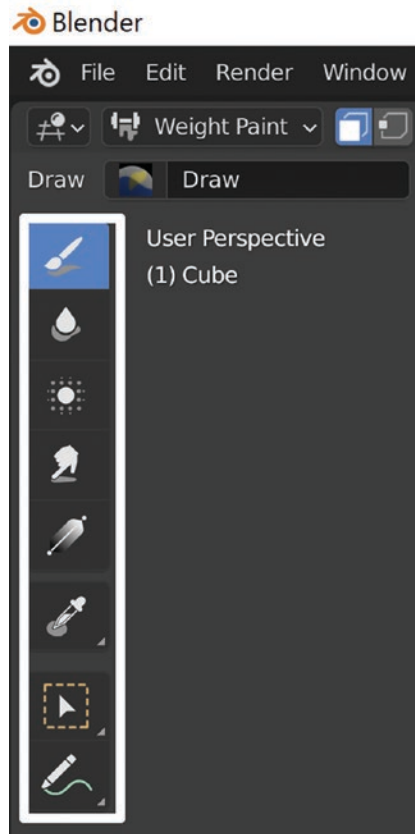 Blender
File Edit Render Window
Weight Paint
Draw Draw
User Perspective
(1) Cube